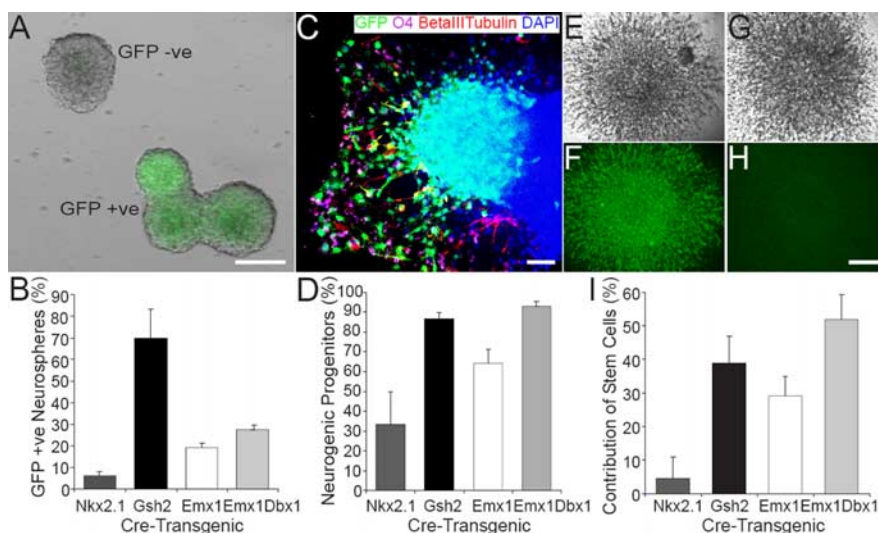 A
GFP -ve
GFP +ve
C
GFP O4 BetaIIITubulin DAPI
E
G
F
H
B
GFP +ve Neurospheres (%)
90
80
70
60
50
40
30
20
10
0
Nkx2.1 Gsh2 Emx1 Emx1Dbx1
Cre-Transgenic
D
Neurogenic Progenitors (%)
100
90
80
70
60
50
40
30
20
10
0
Nkx2.1 Gsh2 Emx1 Emx1Dbx1
Cre-Transgenic
I
Contribution of Stem Cells (%)
60
50
40
30
20
10
0
Nkx2.1 Gsh2 Emx1 Emx1Dbx1
Cre-Transgenic